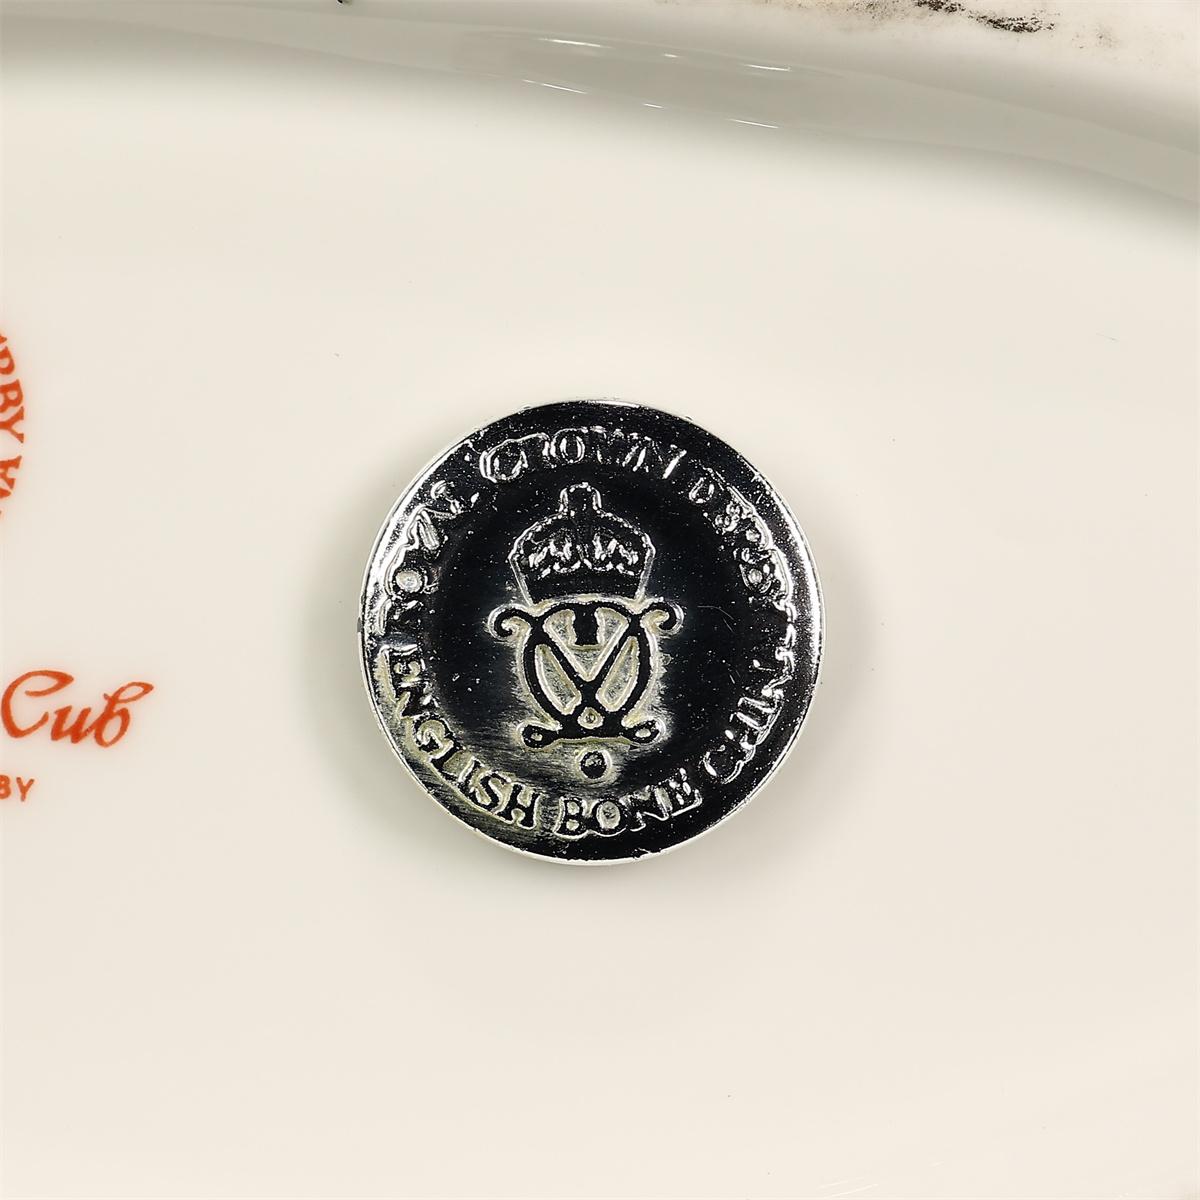 ROYAL CROWN DERBY
ENGLISH BONE CHINA
Cub
BY